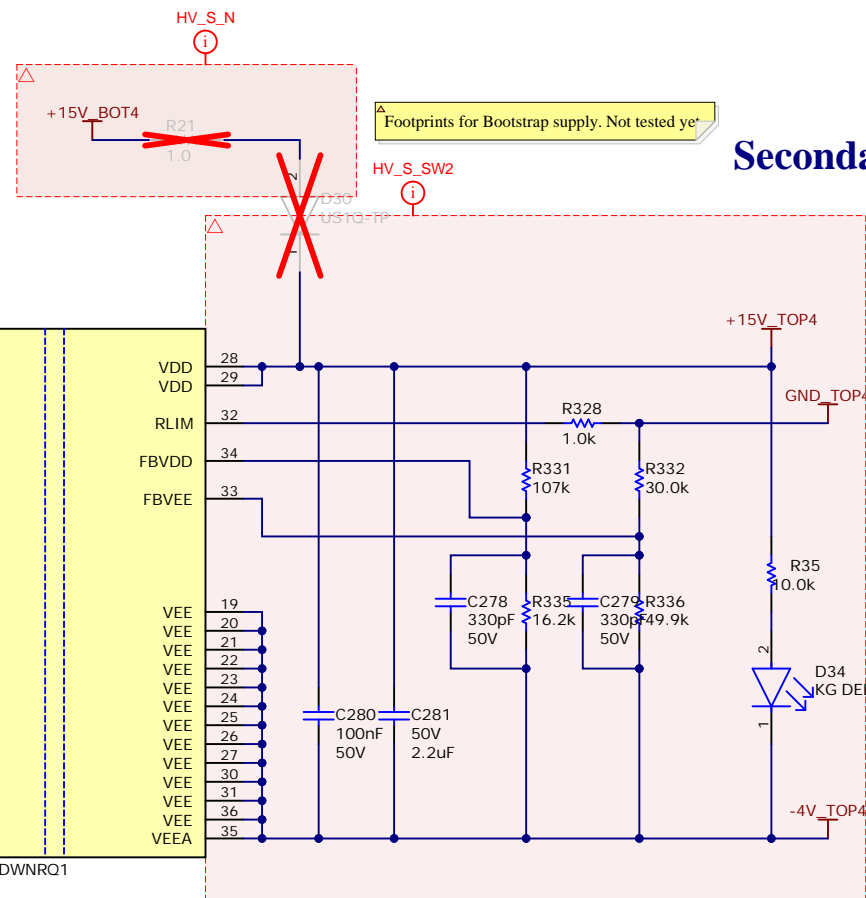 HV_S_N
+15V_BOT4
R21
1.0
Footprints for Bootstrap supply. Not tested yet
Seconda
HV_S_SW2
2
D30
US1Q-TP
1
+15V_TOP4
VDD 28
VDD 29
GND_TOP4
RLIM 32
R328
1.0k
FBVDD 34
R331
107k
R332
30.0k
FBVEE 33
R35
10.0k
C278
330pF
50V
R335
16.2k
C279
330pF
50V
R336
49.9k
VEE 19
VEE 20
VEE 21
VEE 22
VEE 23
VEE 24
VEE 25
VEE 26
VEE 27
VEE 30
VEE 31
VEE 36
VEEA 35
2
D34
KG DEL
1
C280
100nF
50V
C281
50V
2.2uF
-4V_TOP4
DWNRQ1